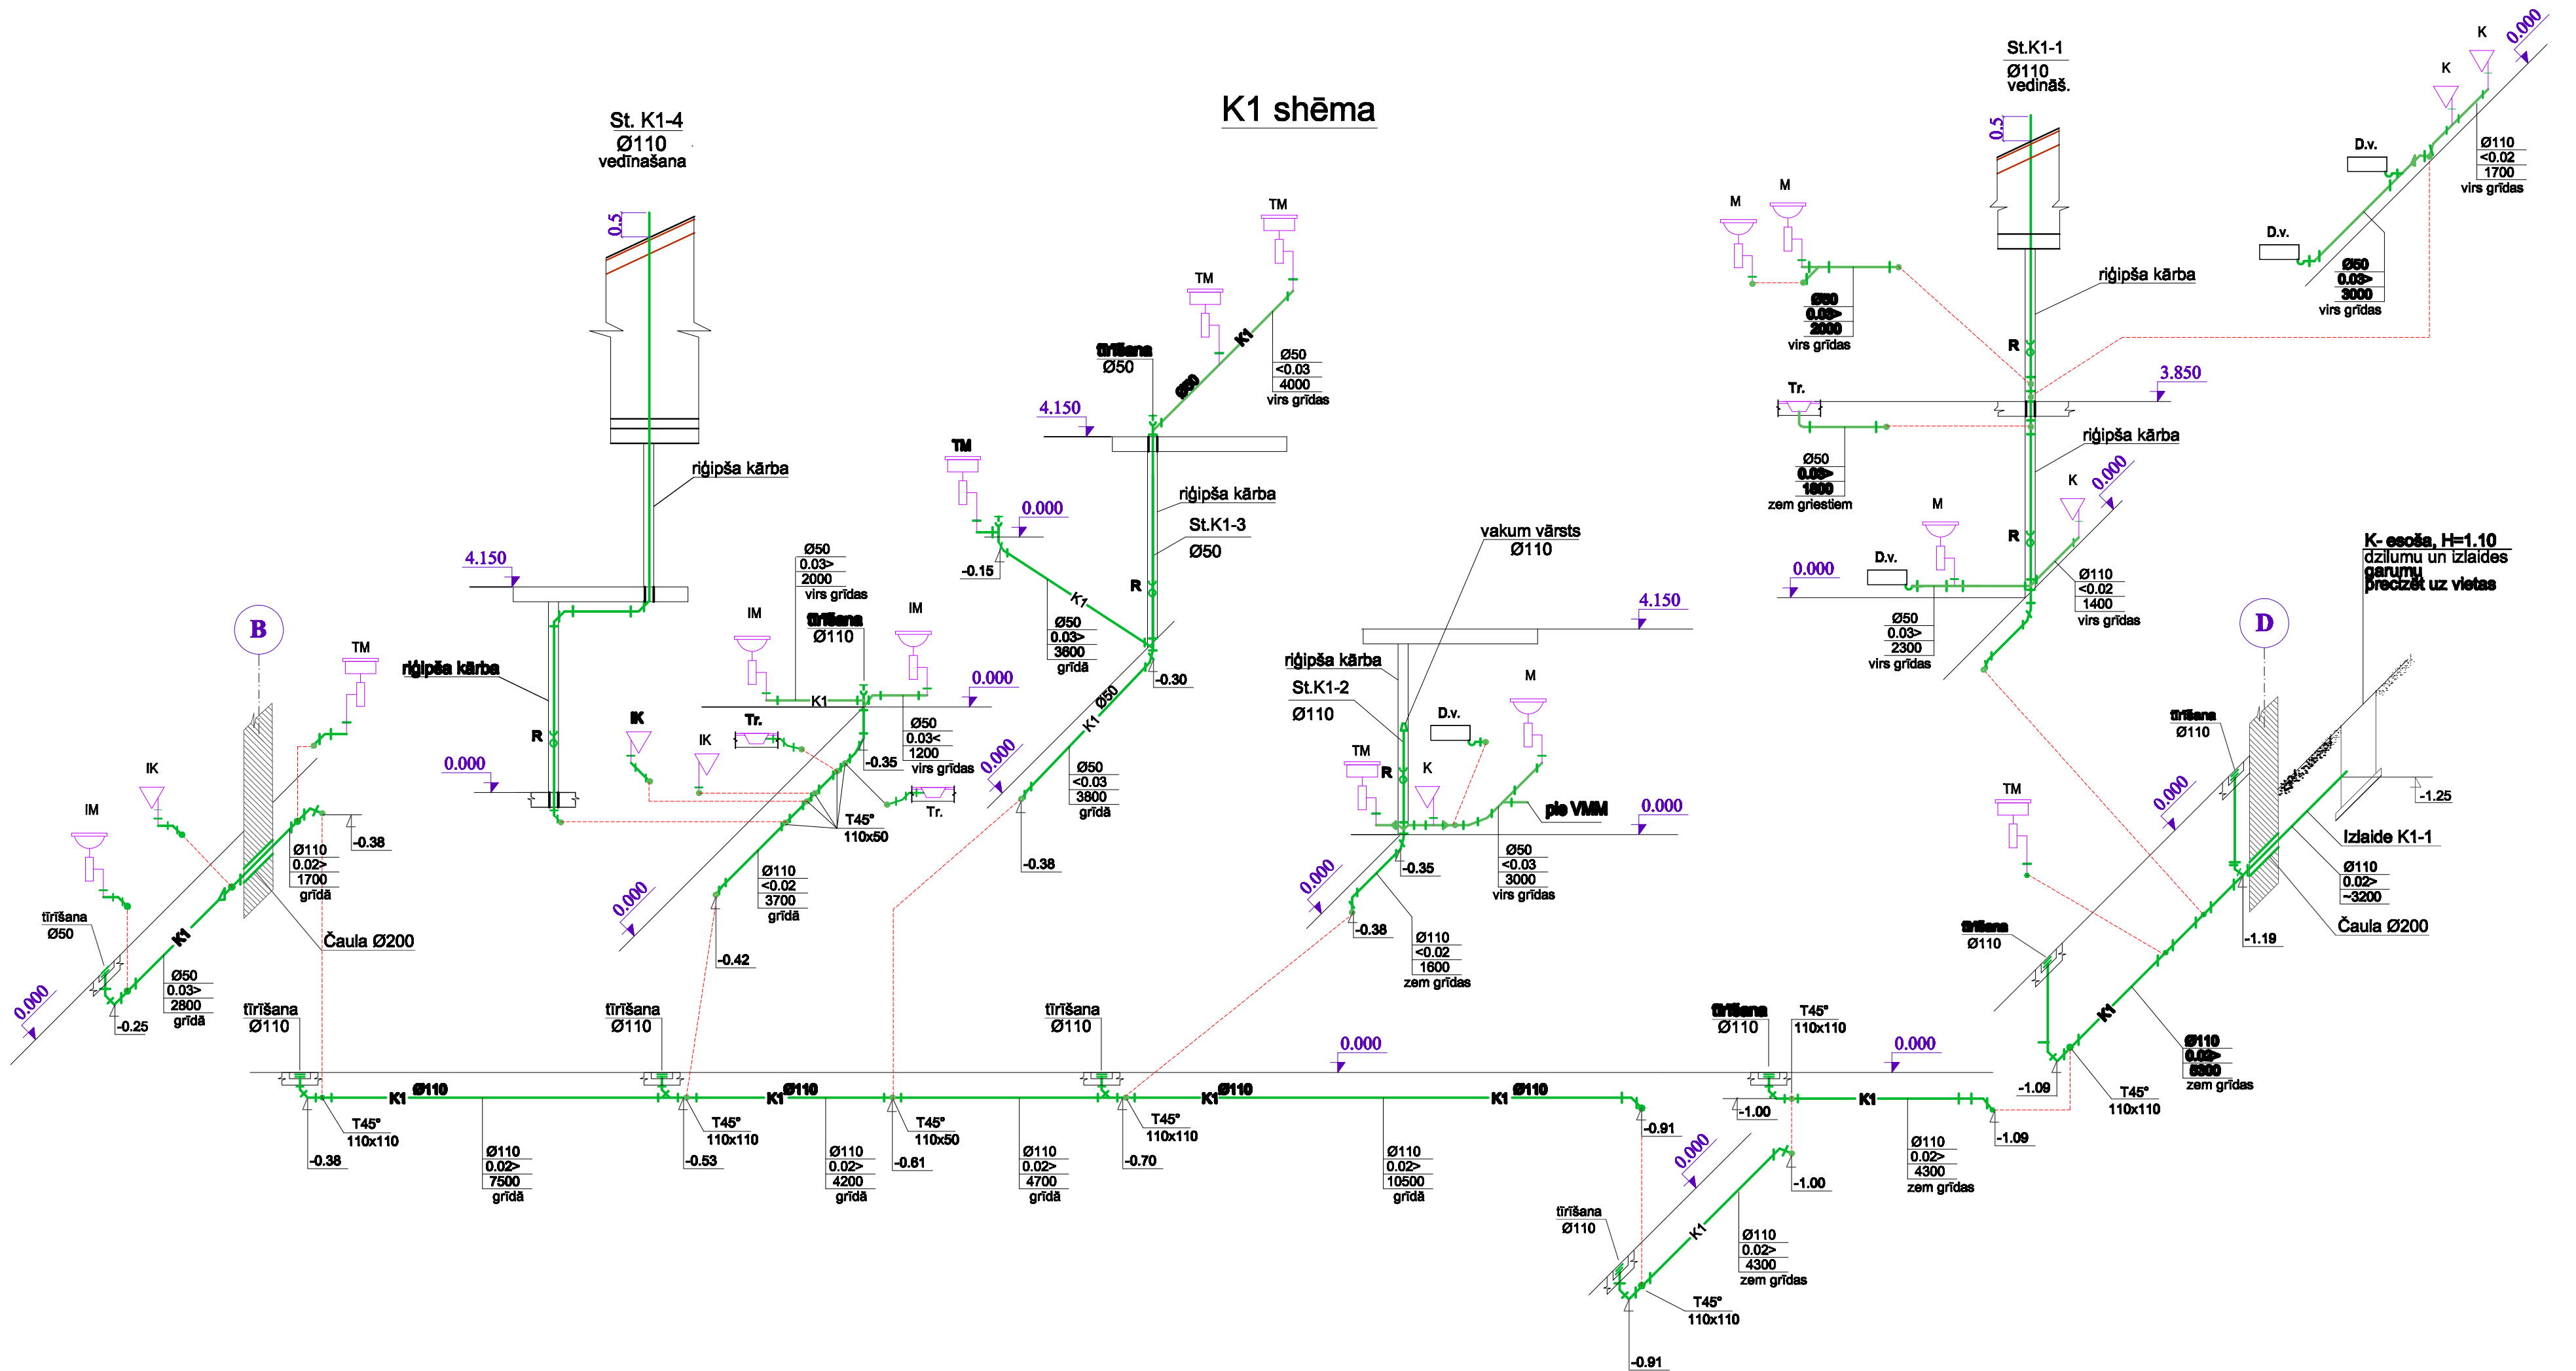 K1 shēma
St. K1-4
Ø110
vedīnašana
0.5
riģipša kārba
4.150
riģipša kārba
R
0.000
B
TM
IK
IM
-0.38
Ø110
0.02>
1700
grīdā
Čaula Ø200
tīrīšana
Ø50
K1
Ø50
0.03>
2800
grīdā
-0.25
0.000
Ø50
0.03>
2000
virs grīdas
tīrīšana
Ø110
IM
IM
K1
0.000
Ø50
0.03<
1200
virs grīdas
-0.35
IK
IK
Tr.
Tr.
T45°
110x50
Ø110
<0.02
3700
grīdā
0.000
-0.42
TM
TM
K1
Ø50
tīrīšana
Ø50
Ø50
<0.03
4000
virs grīdas
4.150
riģipša kārba
St.K1-3
Ø50
R
TM
0.000
-0.15
K1
Ø50
0.03>
3600
grīdā
-0.30
Ø50
K1
Ø50
<0.03
3800
grīdā
0.000
-0.38
vakum vārsts
Ø110
4.150
riģipša kārba
St.K1-2
Ø110
M
D.v.
TM
R
K
pie VMM
0.000
-0.35
Ø50
<0.03
3000
virs grīdas
0.000
-0.38
Ø110
<0.02
1600
zem grīdas
St.K1-1
Ø110
vedināš.
0.5
K
K
0.000
D.v.
D.v.
Ø110
<0.02
1700
virs grīdas
Ø50
0.03>
3000
virs grīdas
M
M
Ø50
0.03>
2000
virs grīdas
riģipša kārba
R
3.850
Tr.
Ø50
0.03>
1800
zem griestiem
riģipša kārba
R
K
0.000
M
D.v.
0.000
Ø50
0.03>
2300
virs grīdas
Ø110
<0.02
1400
virs grīdas
K- esoša, H=1.10
dzilumu un izlaides
garumu
precizēt uz vietas
D
tīrīšana
Ø110
-1.25
Izlaide K1-1
Ø110
0.02>
~3200
Čaula Ø200
-1.19
0.000
TM
tīrīšana
Ø110
K1
Ø110
0.02>
5300
zem grīdas
-1.09
T45°
110x110
tīrīšana
Ø110
tīrīšana
Ø110
tīrīšana
Ø110
0.000
tīrīšana
Ø110
T45°
110x110
0.000
K1 Ø110
K1 Ø110
K1 Ø110
K1 Ø110
K1
T45°
110x110
-0.38
Ø110
0.02>
7500
grīdā
T45°
110x110
-0.53
Ø110
0.02>
4200
grīdā
T45°
110x50
-0.61
Ø110
0.02>
4700
grīdā
T45°
110x110
-0.70
Ø110
0.02>
10500
grīdā
-0.91
-1.00
-1.09
Ø110
0.02>
4300
zem grīdas
0.000
-1.00
K1
Ø110
0.02>
4300
zem grīdas
tīrīšana
Ø110
T45°
110x110
-0.91